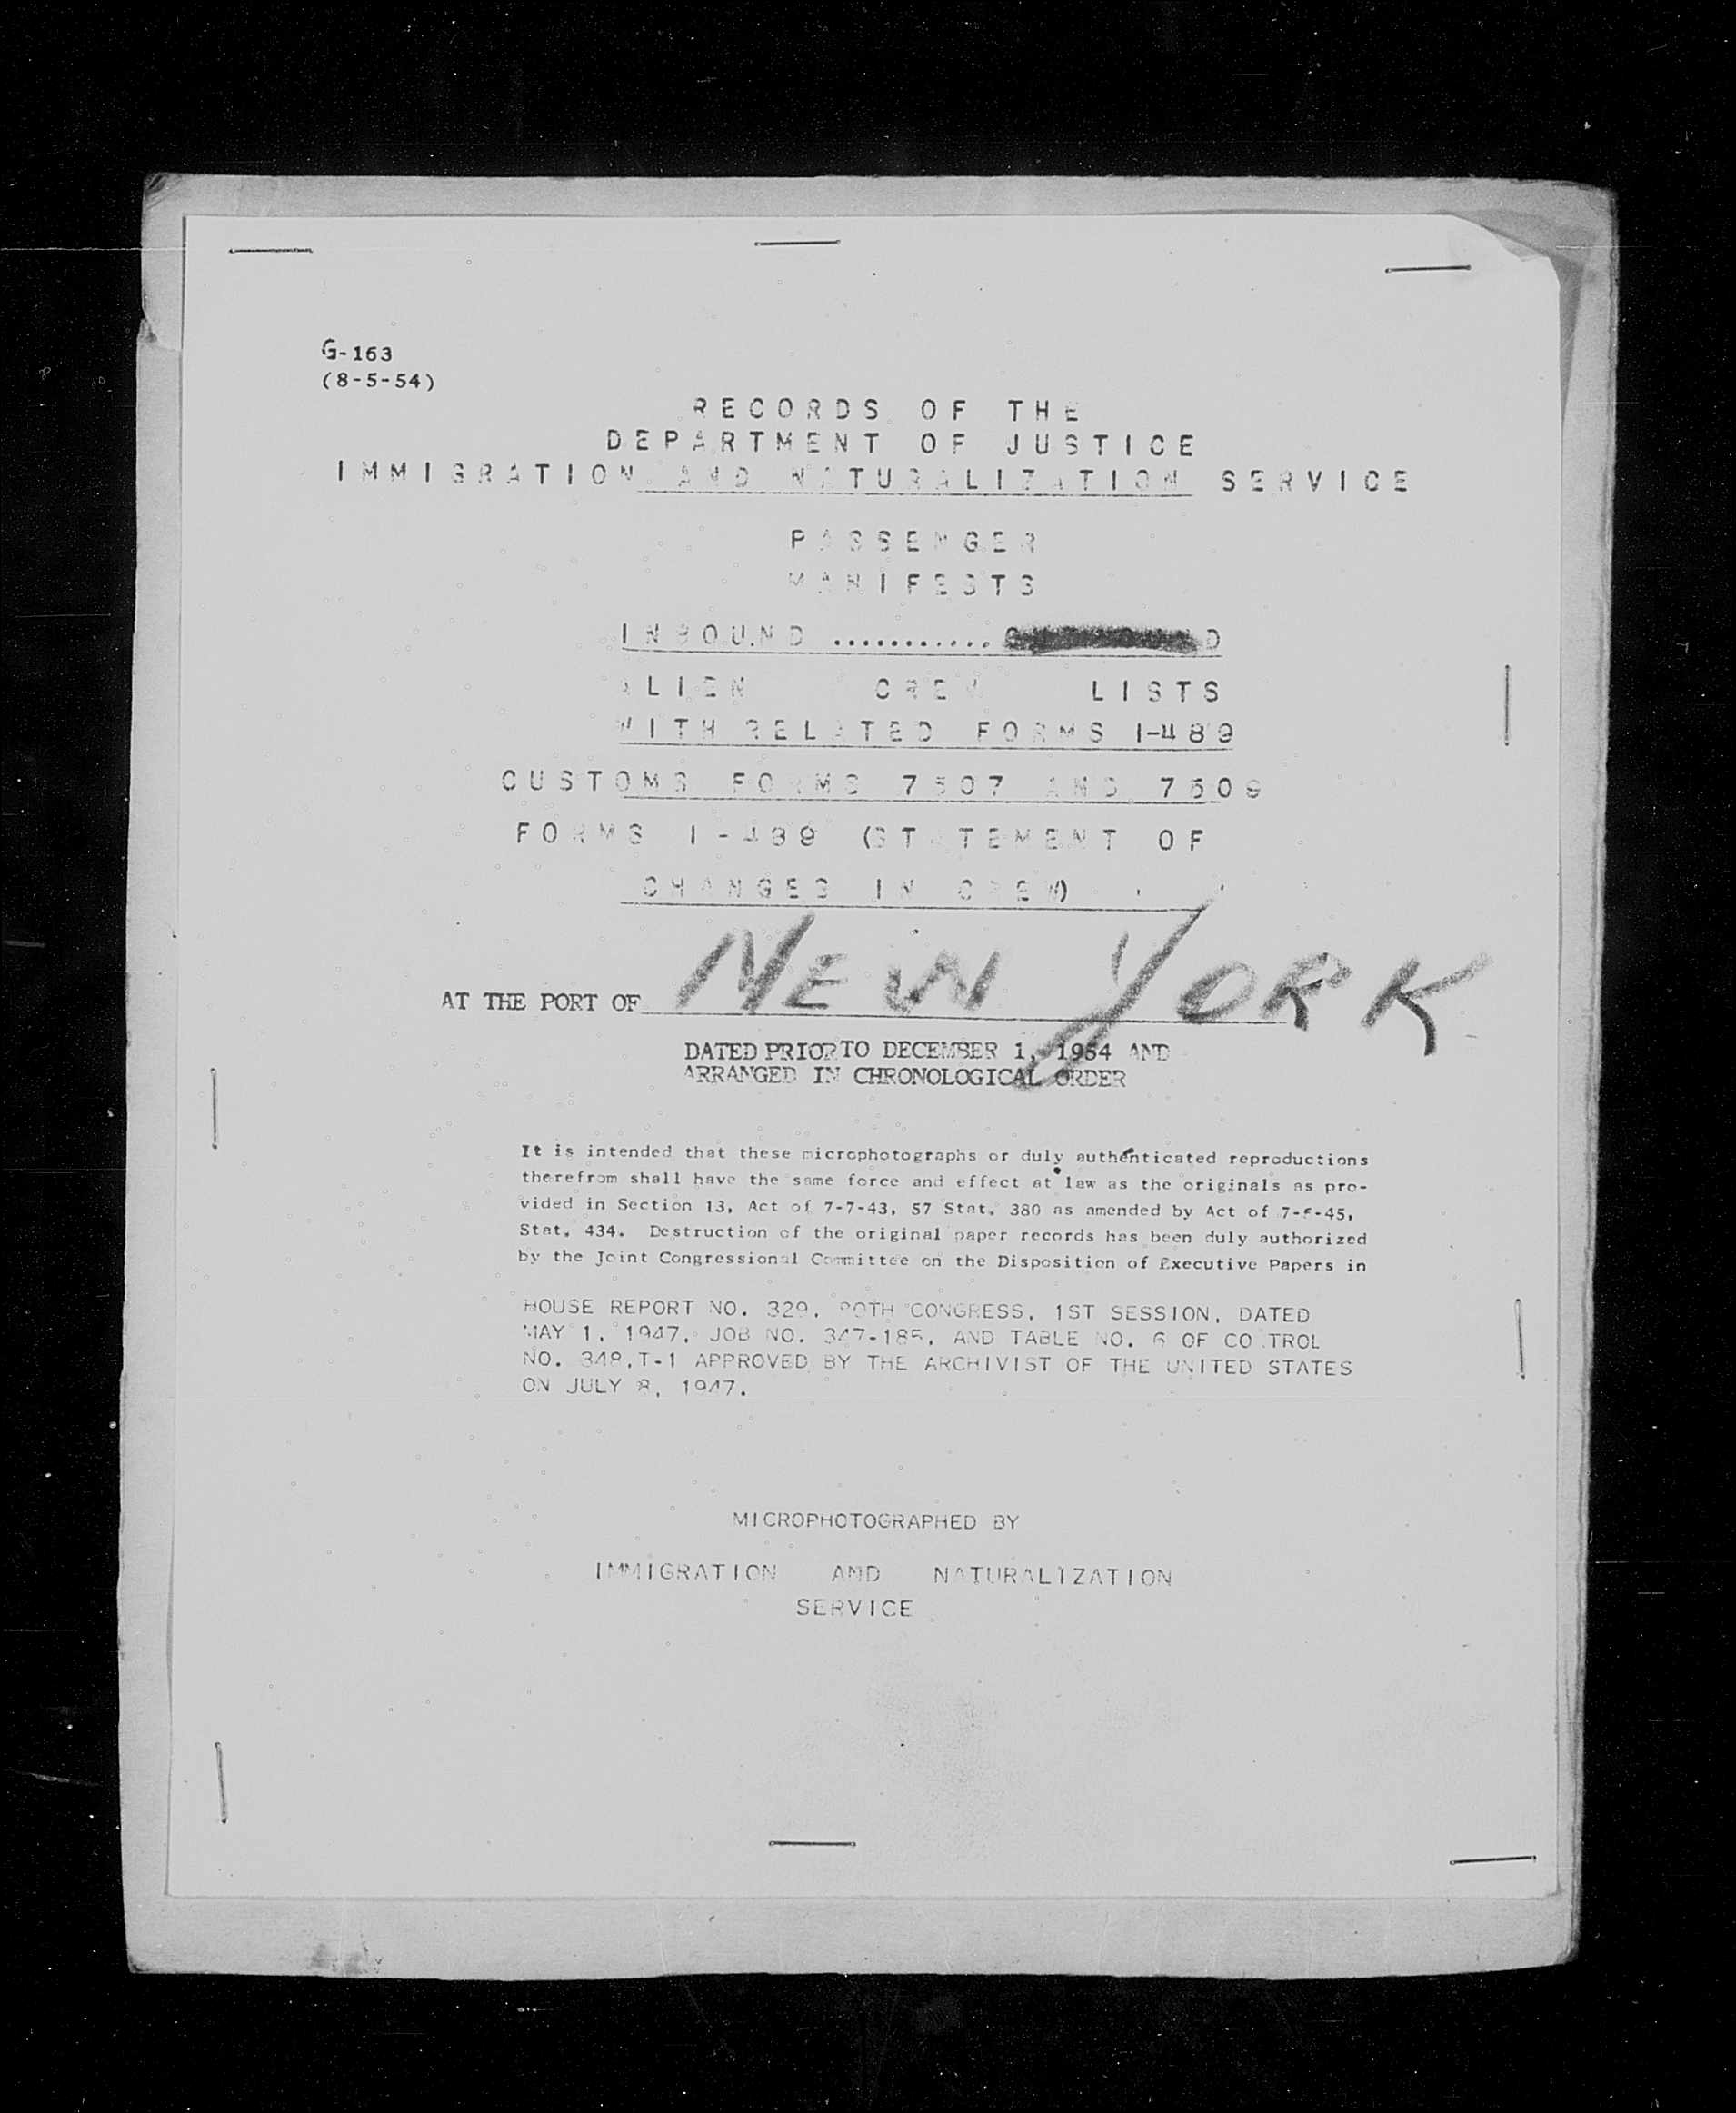 G-163
(8-5-54)
RECORDS OF THE
DEPARTMENT OF JUSTICE
IMMIGRATION AND NATURALIZATION SERVICE
PASSENGER
MANIFESTS
INBOUND ...........
ALIEN CREW LISTS
WITH RELATED FORMS I-489
CUSTOMS FORMS 7507 AND 7509
FORMS I-489 (STATEMENT OF
CHANGES IN CREW)
AT THE PORT OF NEW YORK
DATED PRIOR TO DECEMBER 1, 1954 AND
ARRANGED IN CHRONOLOGICAL ORDER
It is intended that these microphotographs or duly authenticated reproductions
therefrom shall have the same force and effect at law as the originals as pro-
vided in Section 13, Act of 7-7-43, 57 Stat. 380 as amended by Act of 7-6-45,
Stat. 434. Destruction of the original paper records has been duly authorized
by the Joint Congressional Committee on the Disposition of Executive Papers in
HOUSE REPORT NO. 329, 80TH CONGRESS, 1ST SESSION, DATED
MAY 1, 1947, JOB NO. 347-185, AND TABLE NO. 6 OF CONTROL
NO. 348,T-1 APPROVED BY THE ARCHIVIST OF THE UNITED STATES
ON JULY 8, 1947.
MICROPHOTOGRAPHED BY
IMMIGRATION AND NATURALIZATION
SERVICE